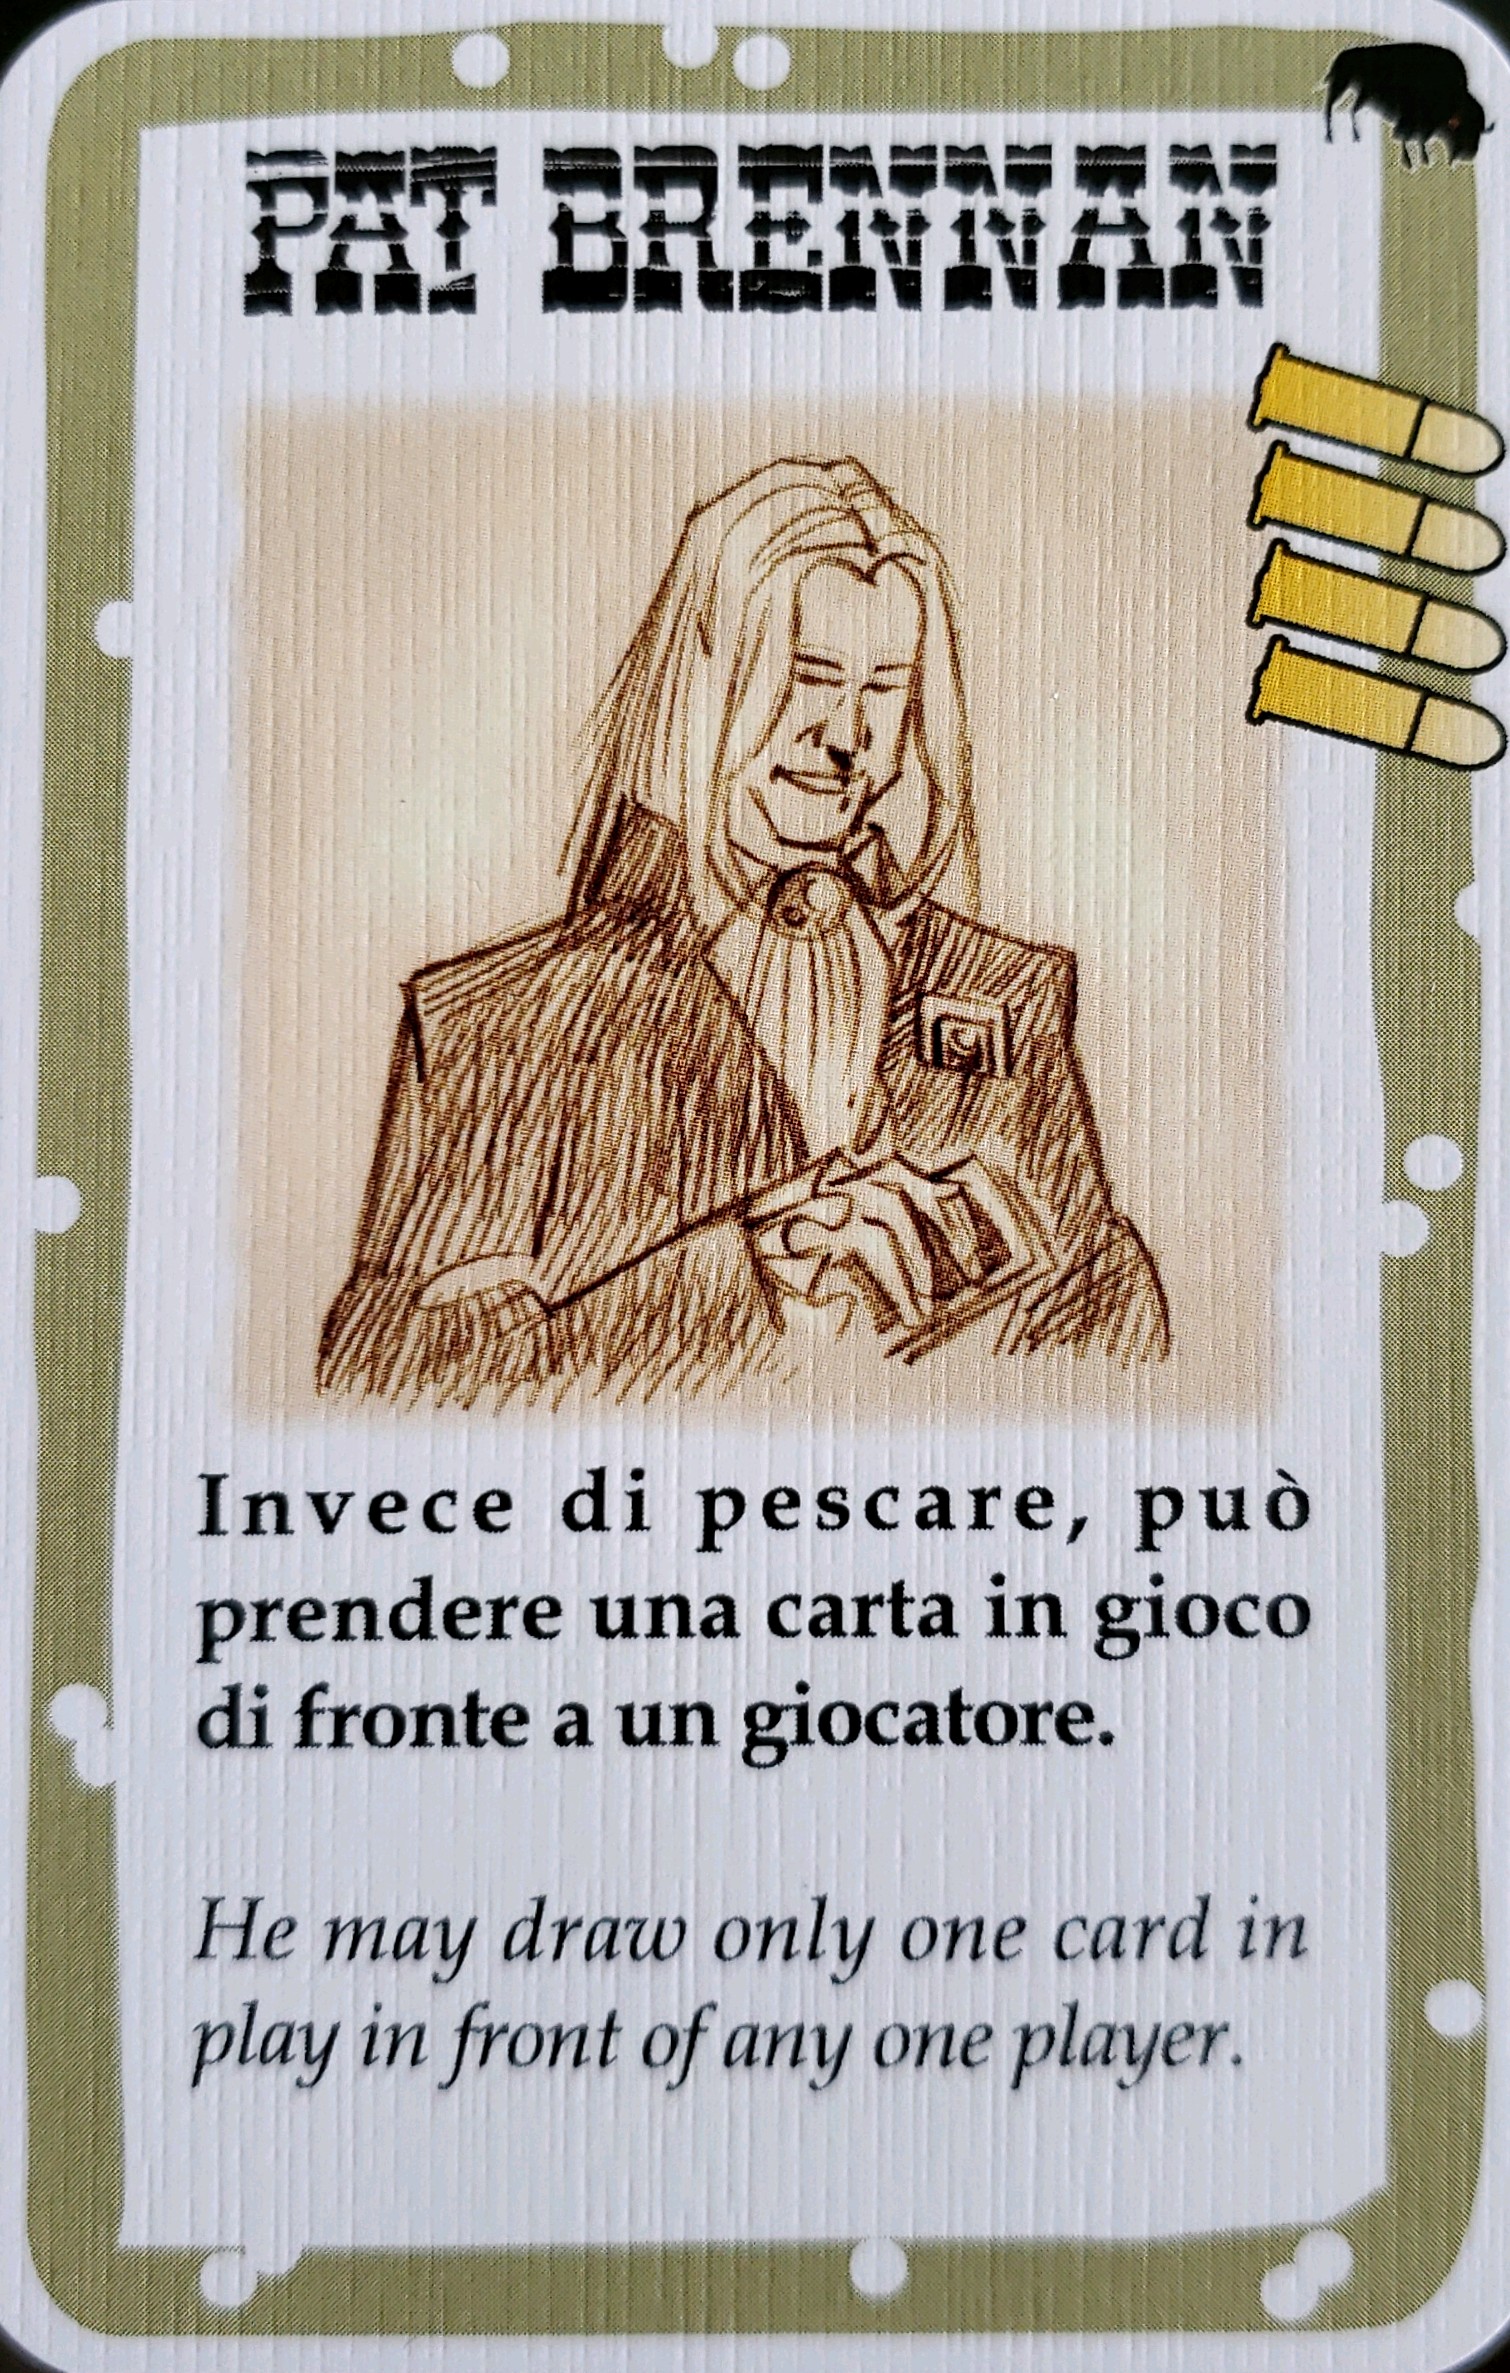 PAT BRENNAN
Invece di pescare, può
prendere una carta in gioco
di fronte a un giocatore.
He may draw only one card in
play in front of any one player.